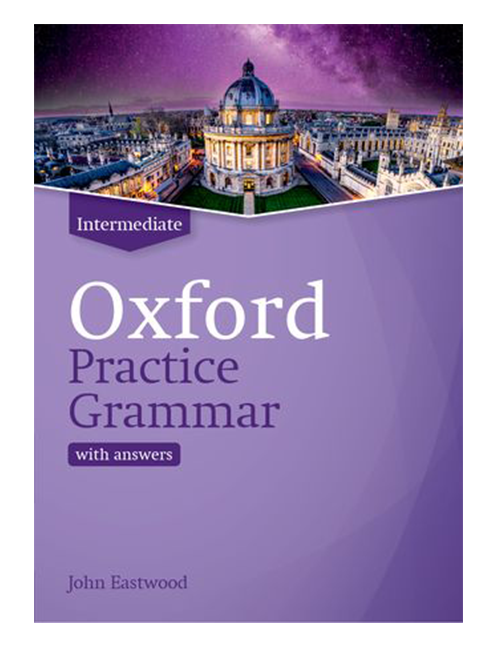 Intermediate
Oxford
Practice
Grammar
with answers
John Eastwood